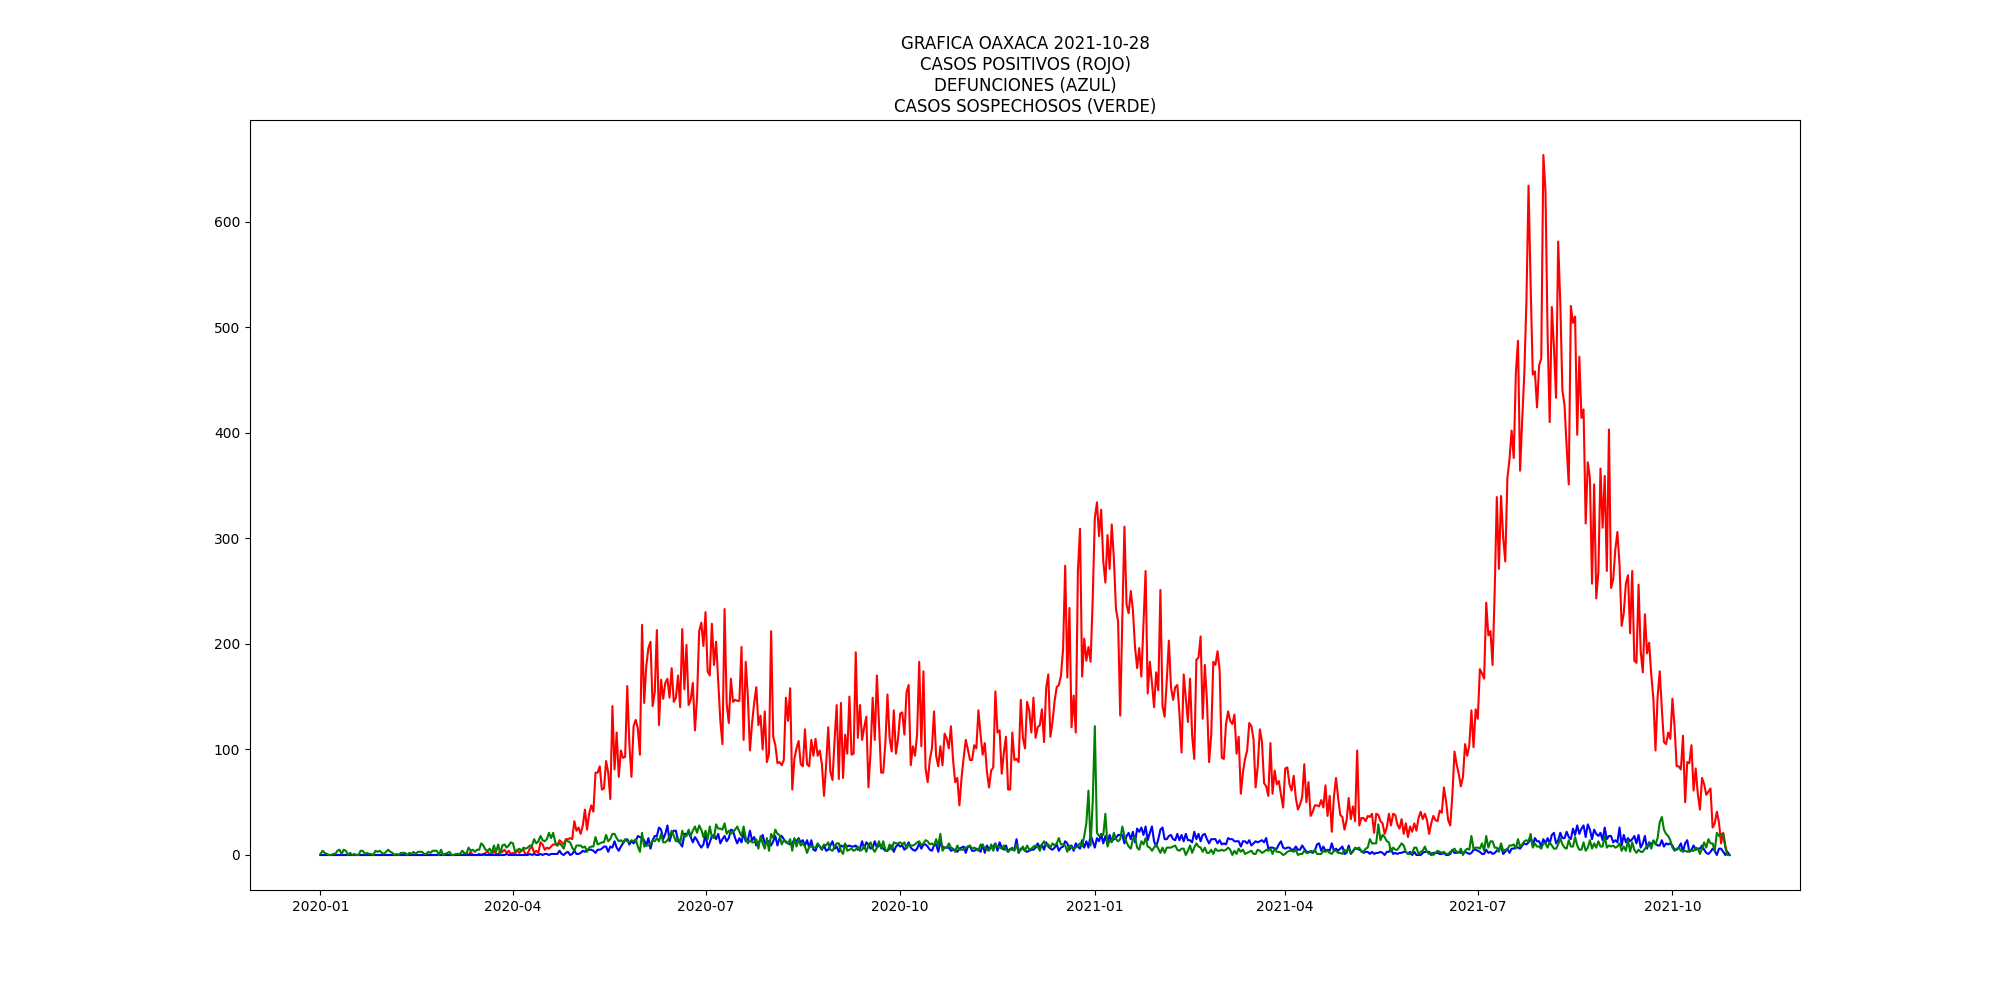 GRAFICA OAXACA 2021-10-28
CASOS POSITIVOS (ROJO)
DEFUNCIONES (AZUL)
CASOS SOSPECHOSOS (VERDE)
600
500
400
300
200
100
0
2020-01 2020-04 2020-07 2020-10 2021-01 2021-04 2021-07 2021-10